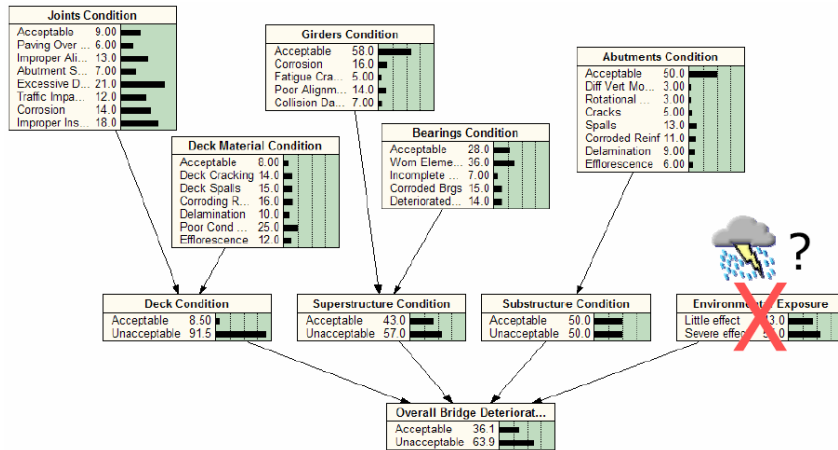 Joints Condition
Acceptable 9.00
Paving Over ... 6.00
Improper Ali... 13.0
Abutment S... 7.00
Excessive D... 21.0
Traffic Impa... 12.0
Corrosion 14.0
Improper Ins... 18.0
Girders Condition
Acceptable 58.0
Corrosion 16.0
Fatigue Cra... 5.00
Poor Alignm... 14.0
Collision Da... 7.00
Abutments Condition
Acceptable 50.0
Diff Vert Mo... 3.00
Rotational ... 3.00
Cracks 5.00
Spalls 13.0
Corroded Reinf 11.0
Delamination 9.00
Efflorescence 6.00
Deck Material Condition
Acceptable 8.00
Deck Cracking 14.0
Deck Spalls 15.0
Corroding R... 16.0
Delamination 10.0
Poor Cond ... 25.0
Efflorescence 12.0
Bearings Condition
Acceptable 28.0
Worn Eleme... 36.0
Incomplete ... 7.00
Corroded Brgs 15.0
Deteriorated... 14.0
?
Deck Condition
Acceptable 8.50
Unacceptable 91.5
Superstructure Condition
Acceptable 43.0
Unacceptable 57.0
Substructure Condition
Acceptable 50.0
Unacceptable 50.0
Environmental Exposure
Little effect
Severe effect
Overall Bridge Deteriorat...
Acceptable 36.1
Unacceptable 63.9